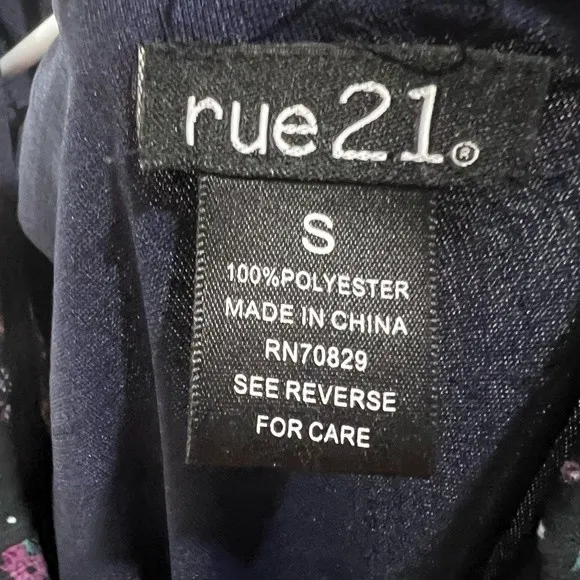 rue21®
S
100%POLYESTER
MADE IN CHINA
RN70829
SEE REVERSE
FOR CARE